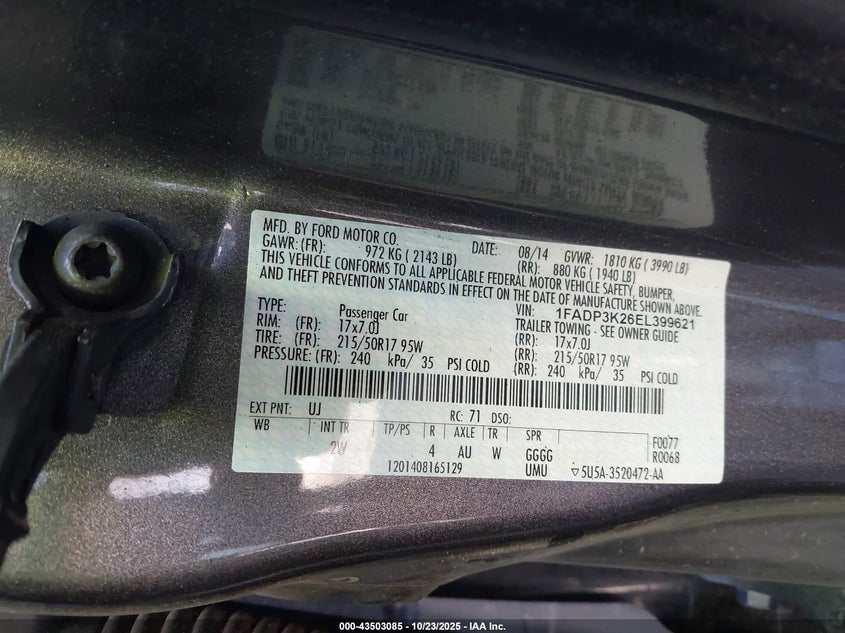 MFD. BY FORD MOTOR CO.
DATE: 08/14 GVWR: 1810 KG ( 3990 LB)
GAWR: (FR): 972 KG ( 2143 LB) (RR): 880 KG ( 1940 LB)
THIS VEHICLE CONFORMS TO ALL APPLICABLE FEDERAL MOTOR VEHICLE SAFETY, BUMPER,
AND THEFT PREVENTION STANDARDS IN EFFECT ON THE DATE OF MANUFACTURE SHOWN ABOVE.
VIN: 1FADP3K26EL399621
TYPE: Passenger Car TRAILER TOWING - SEE OWNER GUIDE
RIM: (FR): 17x7.0J (RR): 17x7.0J
TIRE: (FR): 215/50R17 95W (RR): 215/50R17 95W
PRESSURE: (FR): 240 kPa/ 35 PSI COLD (RR): 240 kPa/ 35 PSI COLD
EXT PNT: UJ RC: 71 DSO:
WB INT TR TP/PS R AXLE TR SPR F0077
2W 4 AU W GGGG R0068
1201408165129 UMU ▽5U5A-3520472-AA
000-43503085 - 10/23/2025 - IAA Inc.